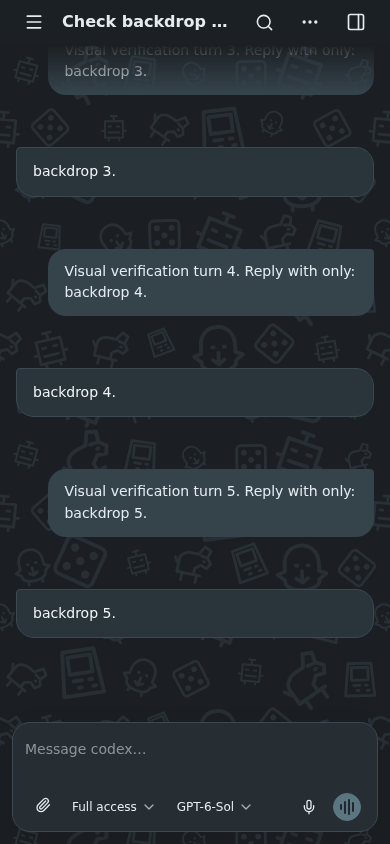 Check backdrop …
Visual verification turn 3. Reply with only:
backdrop 3.
backdrop 3.
Visual verification turn 4. Reply with only:
backdrop 4.
backdrop 4.
Visual verification turn 5. Reply with only:
backdrop 5.
backdrop 5.
Message codex…
Full access
GPT-6-Sol